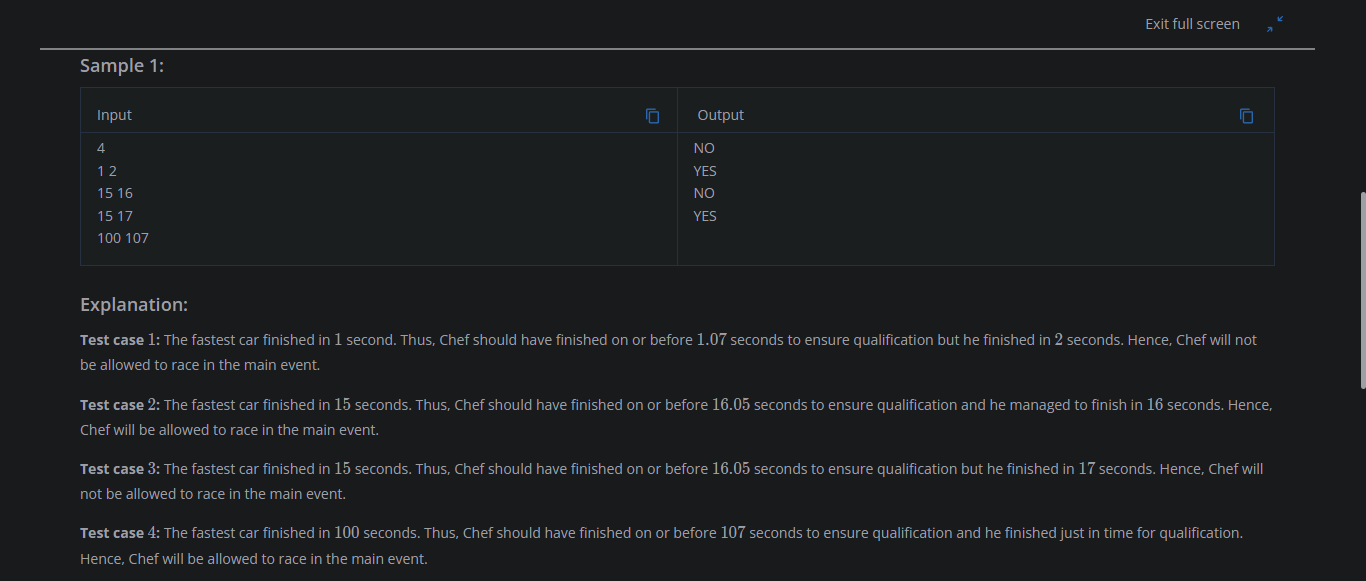 Exit full screen
Sample 1:
Input
Output
4
1 2
15 16
15 17
100 107
NO
YES
NO
YES
Explanation:
Test case 1: The fastest car finished in 1 second. Thus, Chef should have finished on or before 1.07 seconds to ensure qualification but he finished in 2 seconds. Hence, Chef will not
be allowed to race in the main event.
Test case 2: The fastest car finished in 15 seconds. Thus, Chef should have finished on or before 16.05 seconds to ensure qualification and he managed to finish in 16 seconds. Hence,
Chef will be allowed to race in the main event.
Test case 3: The fastest car finished in 15 seconds. Thus, Chef should have finished on or before 16.05 seconds to ensure qualification but he finished in 17 seconds. Hence, Chef will
not be allowed to race in the main event.
Test case 4: The fastest car finished in 100 seconds. Thus, Chef should have finished on or before 107 seconds to ensure qualification and he finished just in time for qualification.
Hence, Chef will be allowed to race in the main event.